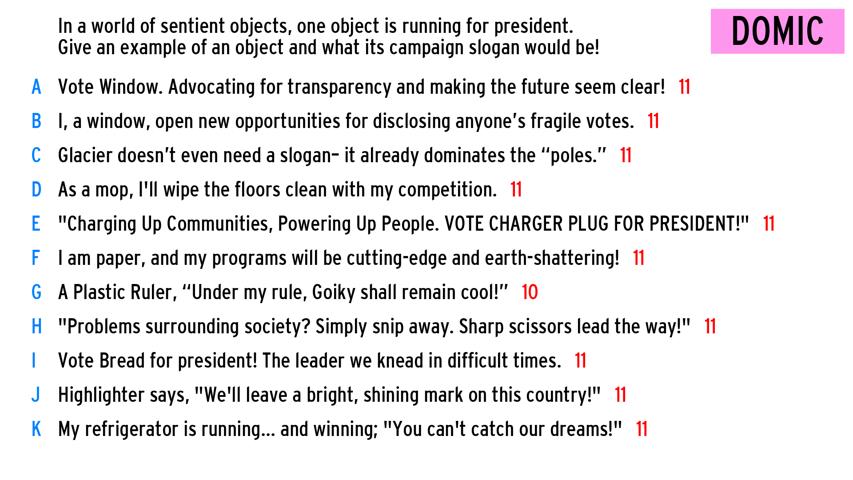 In a world of sentient objects, one object is running for president.
Give an example of an object and what its campaign slogan would be!
DOMIC
A Vote Window. Advocating for transparency and making the future seem clear! 11
B I, a window, open new opportunities for disclosing anyone’s fragile votes. 11
C Glacier doesn’t even need a slogan– it already dominates the “poles.” 11
D As a mop, I'll wipe the floors clean with my competition. 11
E "Charging Up Communities, Powering Up People. VOTE CHARGER PLUG FOR PRESIDENT!" 11
F I am paper, and my programs will be cutting-edge and earth-shattering! 11
G A Plastic Ruler, “Under my rule, Goiky shall remain cool!” 10
H "Problems surrounding society? Simply snip away. Sharp scissors lead the way!" 11
I Vote Bread for president! The leader we knead in difficult times. 11
J Highlighter says, "We'll leave a bright, shining mark on this country!" 11
K My refrigerator is running... and winning; "You can't catch our dreams!" 11